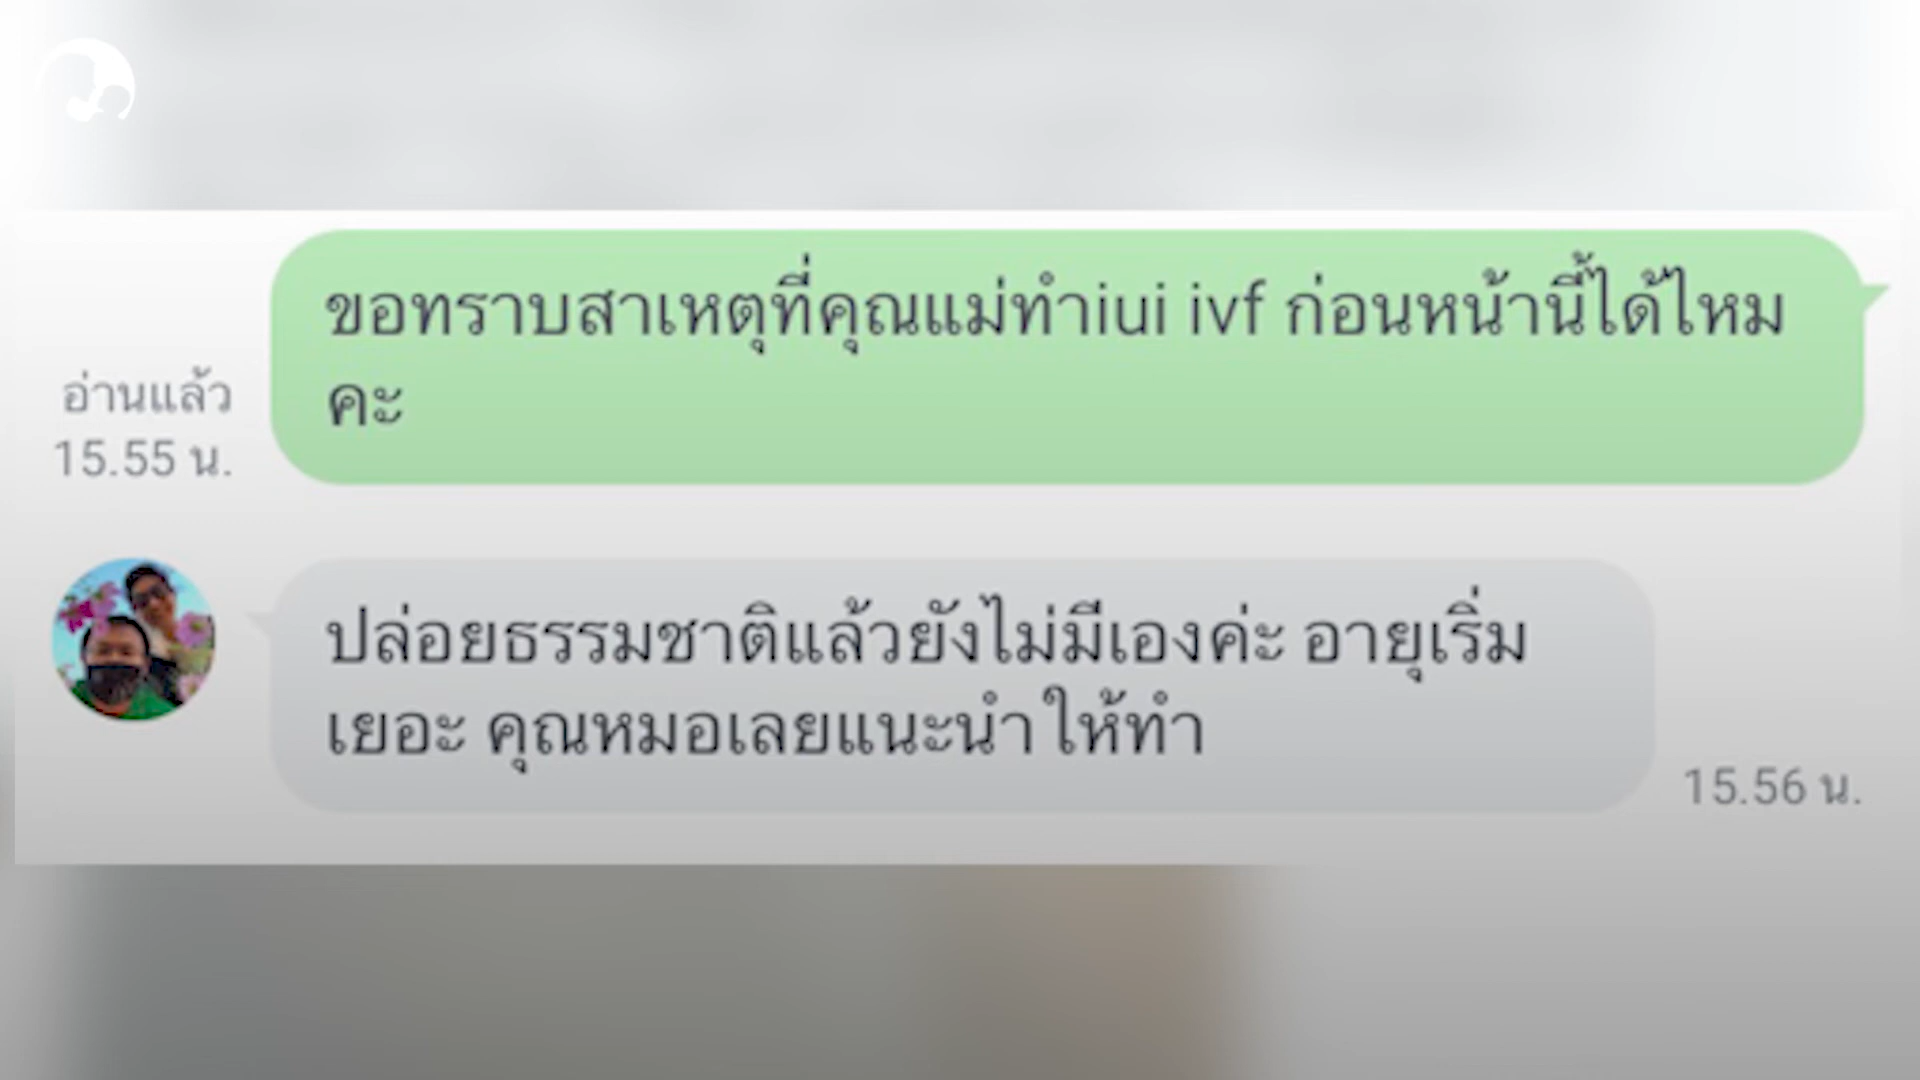 ขอทราบสาเหตุที่คุณแม่ทำiui ivf ก่อนหน้านี้ได้ไหม
คะ
อ่านแล้ว
15.55 น.
ปล่อยธรรมชาติแล้วยังไม่มีเองค่ะ อายุเริ่ม
เยอะ คุณหมอเลยแนะนำ ให้ทำ
15.56 น.